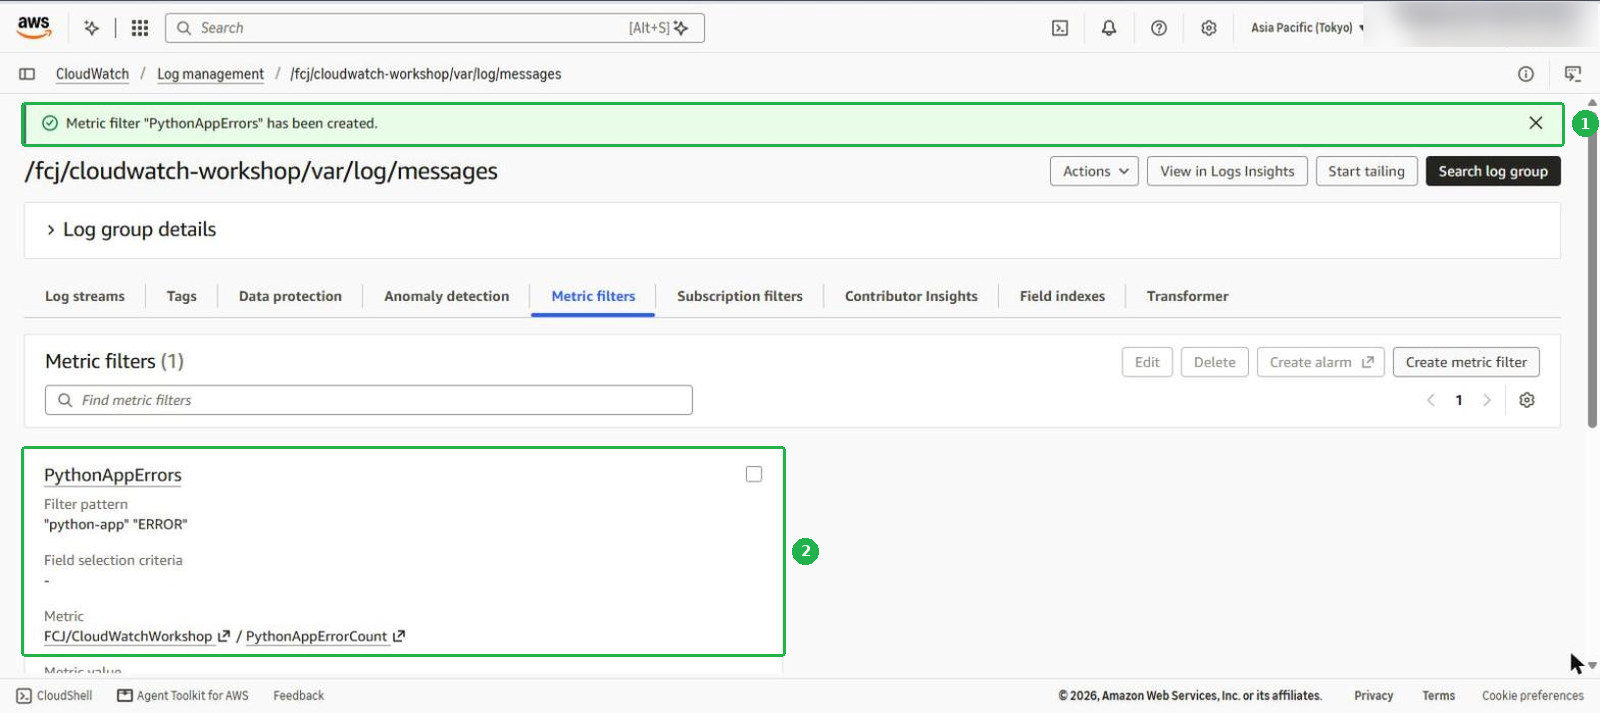 aws
Search [Alt+S]
Asia Pacific (Tokyo)
CloudWatch / Log management / /fcj/cloudwatch-workshop/var/log/messages
Metric filter "PythonAppErrors" has been created.
1
/fcj/cloudwatch-workshop/var/log/messages
Actions View in Logs Insights Start tailing Search log group
Log group details
Log streams Tags Data protection Anomaly detection Metric filters Subscription filters Contributor Insights Field indexes Transformer
Metric filters (1)
Edit Delete Create alarm Create metric filter
Find metric filters
1
PythonAppErrors
Filter pattern
"python-app" "ERROR"
2
Field selection criteria
-
Metric
FCJ/CloudWatchWorkshop / PythonAppErrorCount
Metric value
CloudShell Agent Toolkit for AWS Feedback © 2026, Amazon Web Services, Inc. or its affiliates. Privacy Terms Cookie preferences